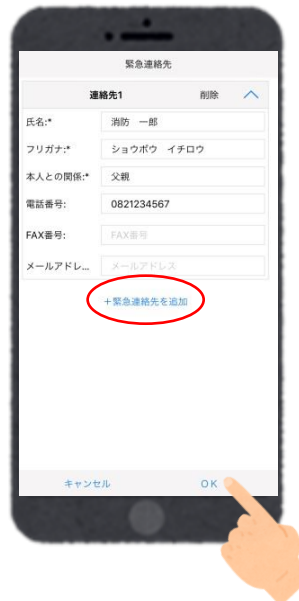 緊急連絡先
連絡先1 削除
氏名:* 消防 一郎
フリガナ:* ショウボウ イチロウ
本人との関係:* 父親
電話番号: 0821234567
FAX番号: FAX番号
メールアドレ... メールアドレス
+緊急連絡先を追加
キャンセル OK